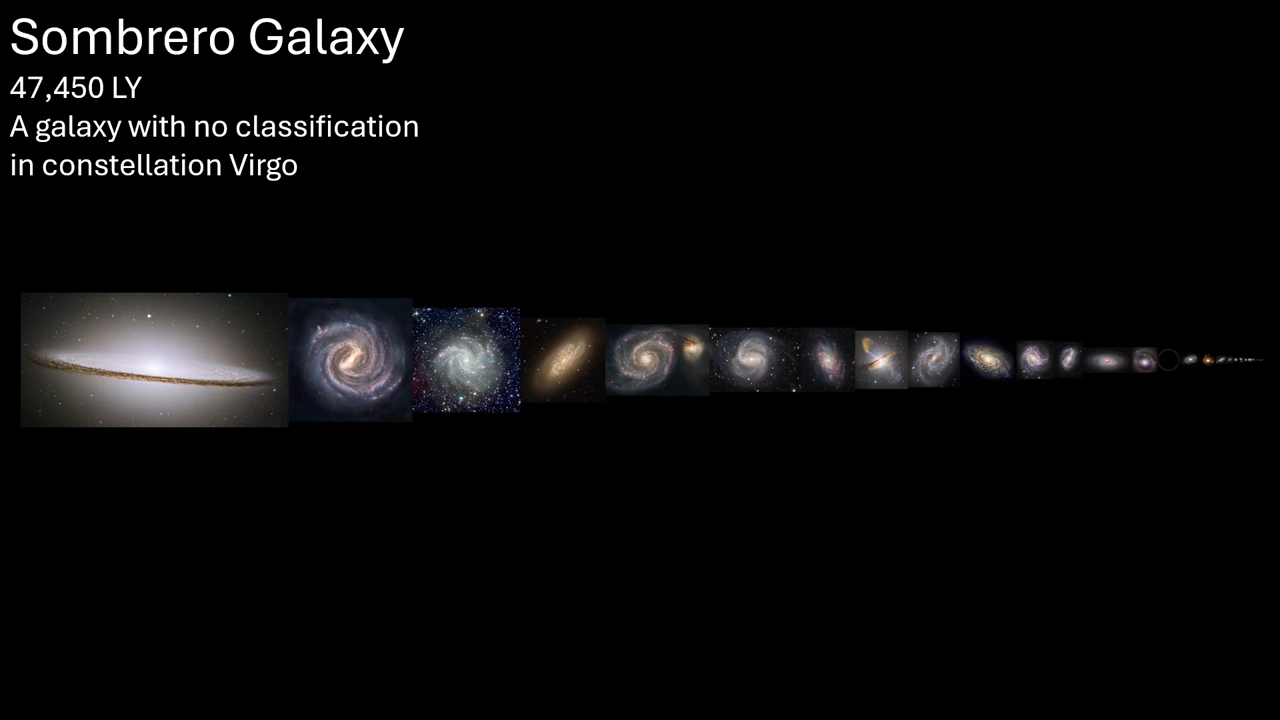 Sombrero Galaxy
47,450 LY
A galaxy with no classification
in constellation Virgo